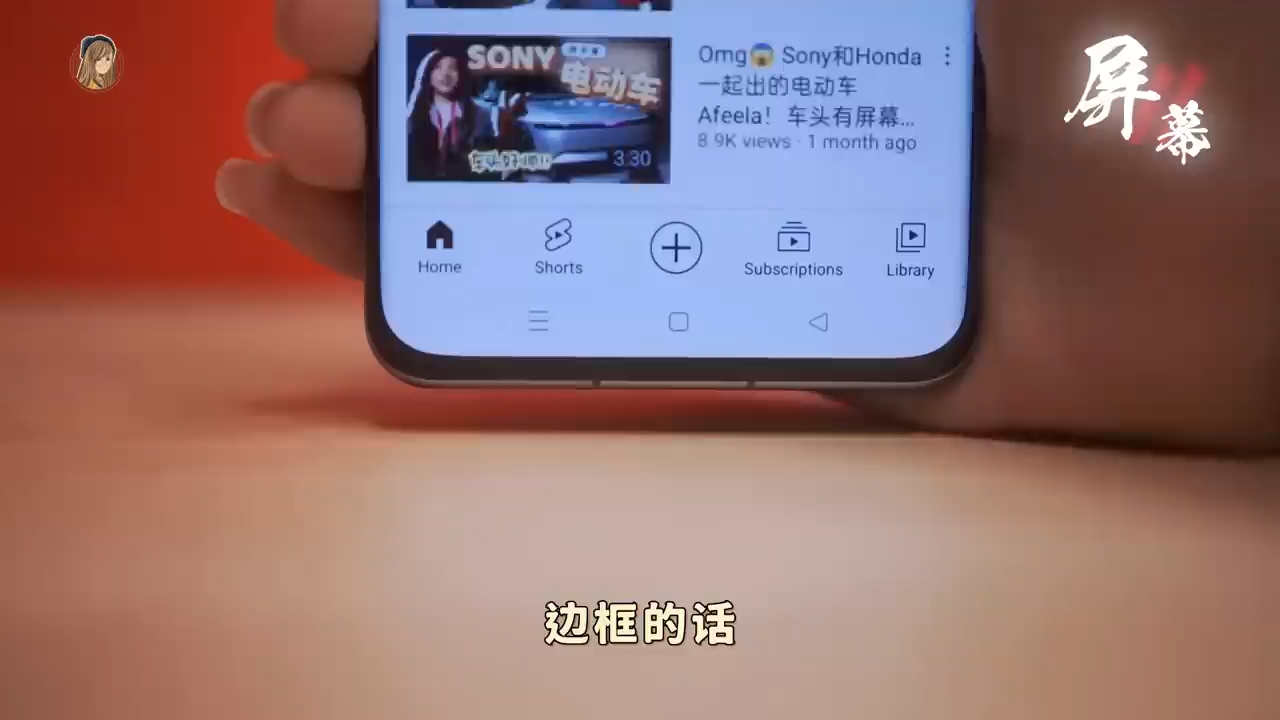 SONY
电动车
3:30
Omg😱 Sony和Honda
一起出的电动车
Afeela！车头有屏幕...
8.9K views · 1 month ago
屏幕
Home
Shorts
Subscriptions
Library
边框的话